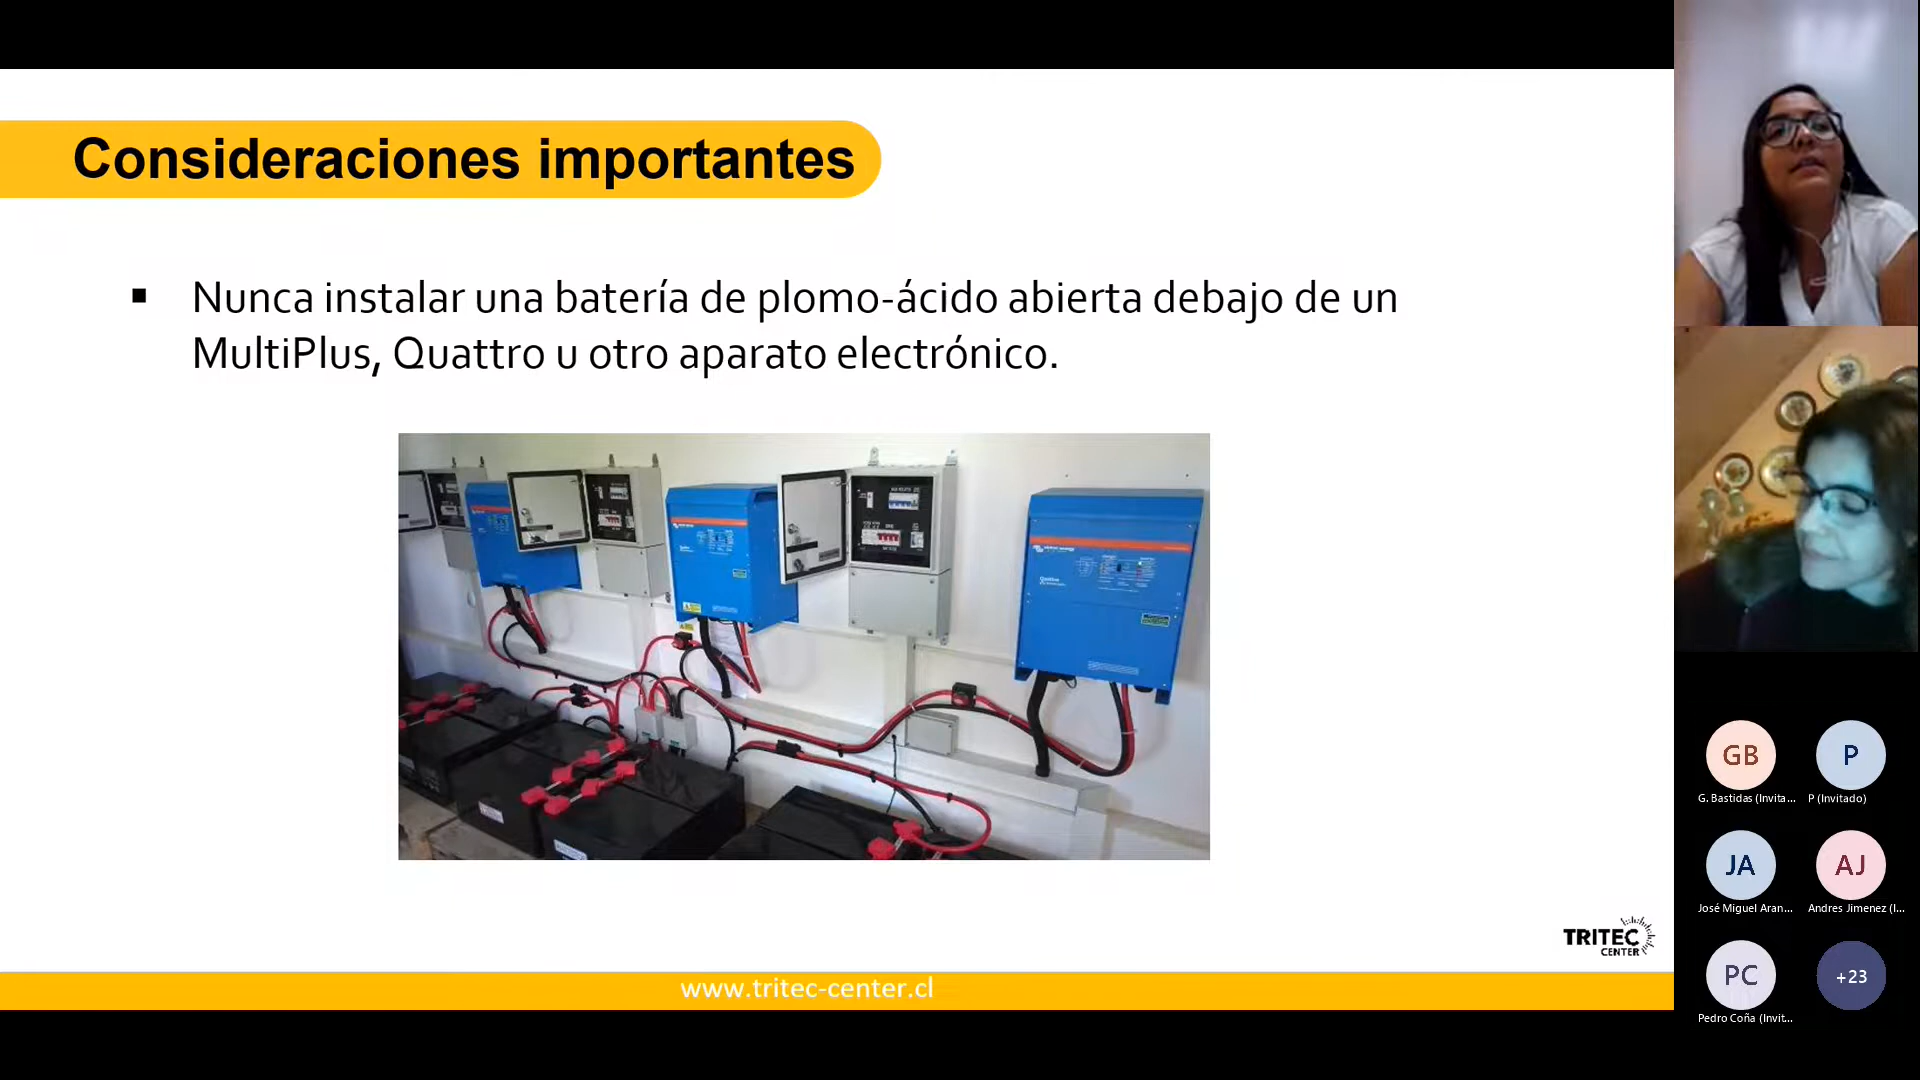 Consideraciones importantes
▪ Nunca instalar una batería de plomo-ácido abierta debajo de un
MultiPlus, Quattro u otro aparato electrónico.
TRITEC
CENTER
www.tritec-center.cl
GB
P
G. Bastidas (Invita...
P (Invitado)
JA
AJ
José Miguel Aran...
Andres Jimenez (I...
PC
+23
Pedro Coña (Invit...